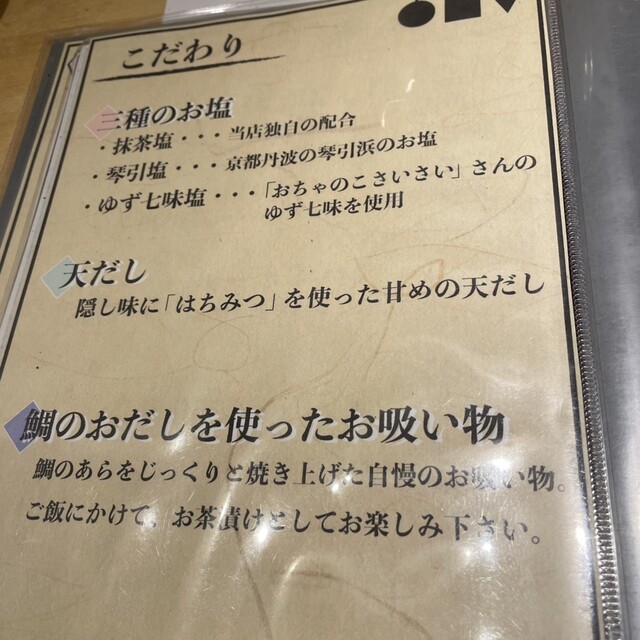 こだわり
三種のお塩
・抹茶塩・・・当店独自の配合
・琴引塩・・・京都丹波の琴引浜のお塩
・ゆず七味塩・・・「おちゃのこさいさい」さんの
ゆず七味を使用
天だし
隠し味に「はちみつ」を使った甘めの天だし
鯛のおだしを使ったお吸い物
鯛のあらをじっくりと焼き上げた自慢のお吸い物。
ご飯にかけて、お茶漬けとしてお楽しみ下さい。